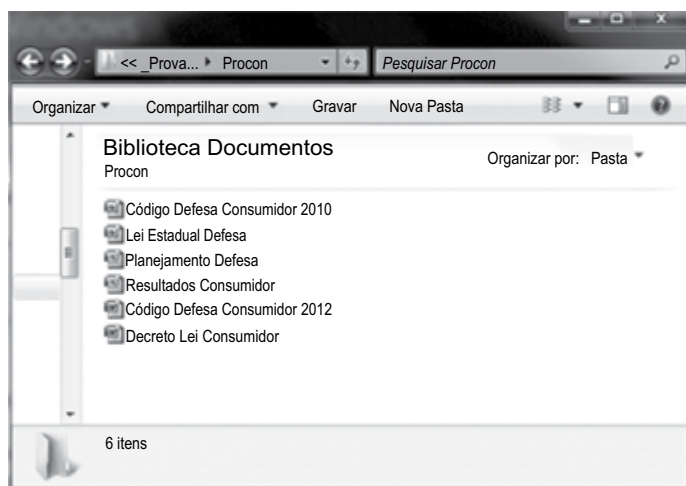 << _Prova... Procon
Pesquisar Procon
Organizar Compartilhar com Gravar Nova Pasta
Biblioteca Documentos
Procon
Organizar por: Pasta
Código Defesa Consumidor 2010
Lei Estadual Defesa
Planejamento Defesa
Resultados Consumidor
Código Defesa Consumidor 2012
Decreto Lei Consumidor
6 itens